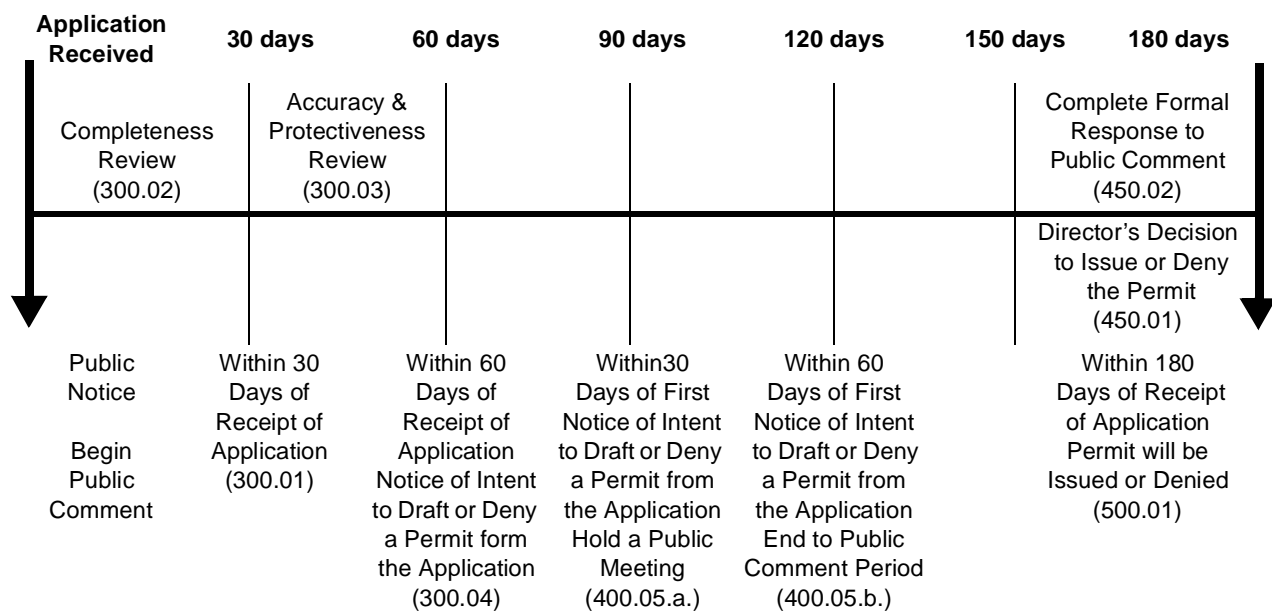 Application
Received
30 days
60 days
90 days
120 days
150 days
180 days
Completeness
Review
(300.02)
Accuracy &
Protectiveness
Review
(300.03)
Complete Formal
Response to
Public Comment
(450.02)
Director's Decision
to Issue or Deny
the Permit
(450.01)
Public
Notice
Begin
Public
Comment
Within 30
Days of
Receipt of
Application
(300.01)
Within 60
Days of
Receipt of
Application
Notice of Intent
to Draft or Deny
a Permit form
the Application
(300.04)
Within30
Days of First
Notice of Intent
to Draft or Deny
a Permit from
the Application
Hold a Public
Meeting
(400.05.a.)
Within 60
Days of First
Notice of Intent
to Draft or Deny
a Permit from
the Application
End to Public
Comment Period
(400.05.b.)
Within 180
Days of Receipt
of Application
Permit will be
Issued or Denied
(500.01)